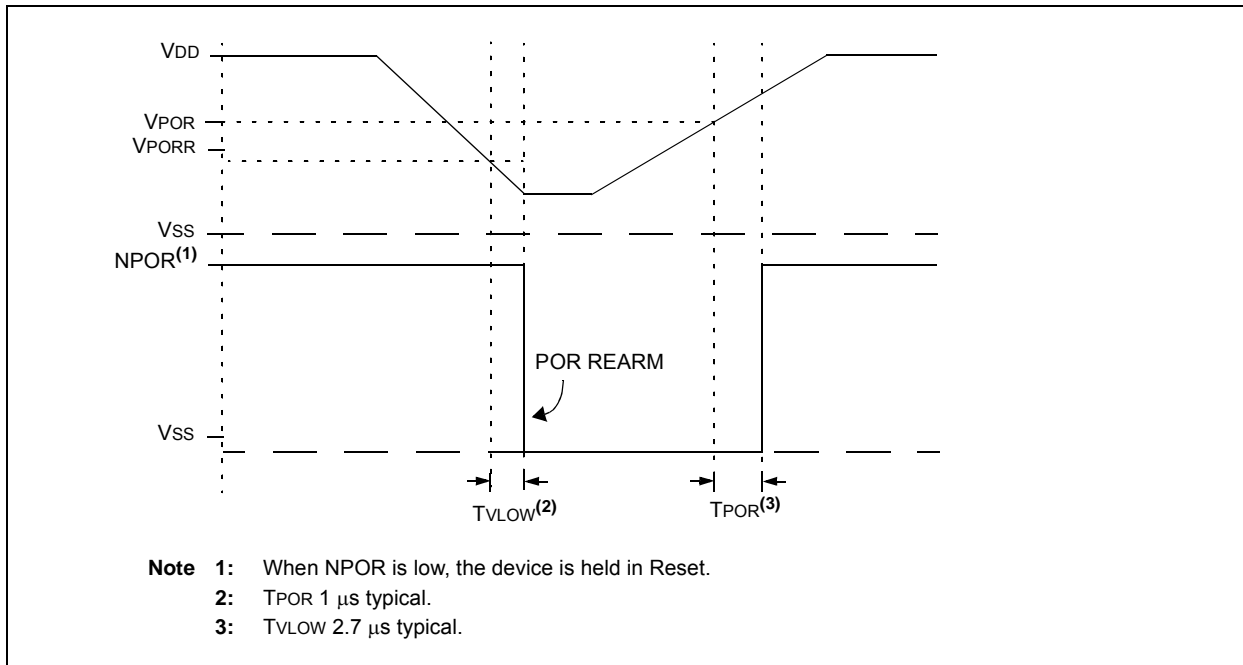 VDD
VPOR
VPORR
VSS
NPOR(1)
POR REARM
VSS
TVLOW(2) TPOR(3)
Note 1: When NPOR is low, the device is held in Reset.
2: TPOR 1 μs typical.
3: TVLOW 2.7 μs typical.